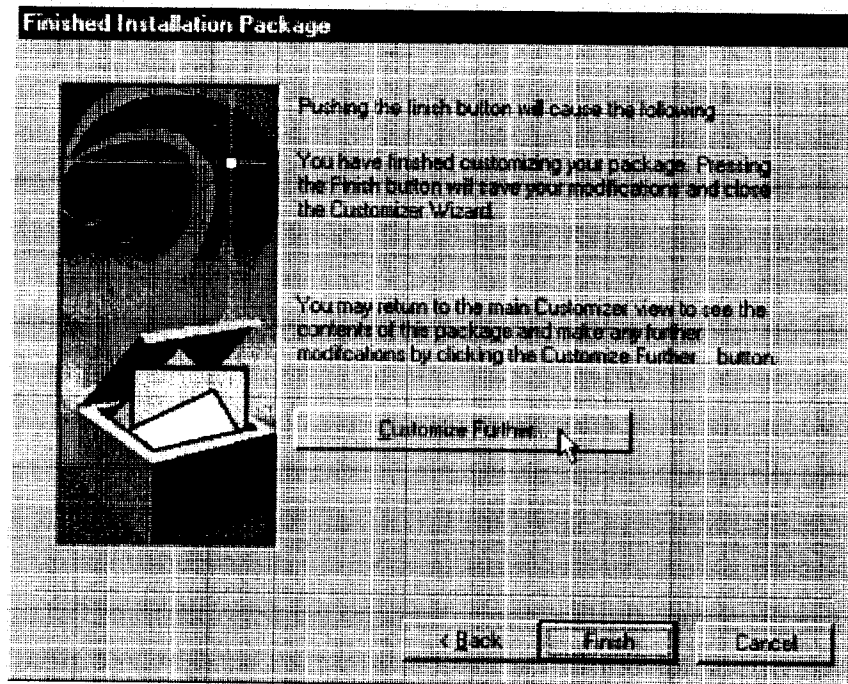 Finished Installation Package
Pushing the finish button will cause the following
You have finished customizing your package. Pressing
the Finish button will save your modifications and close
the Customizer Wizard.
You may return to the main Customizer view to see the
contents of this package and make any further
modifcations by clicking the Customize Further... button.
Customize Further...
< Back
Finish
Cancel